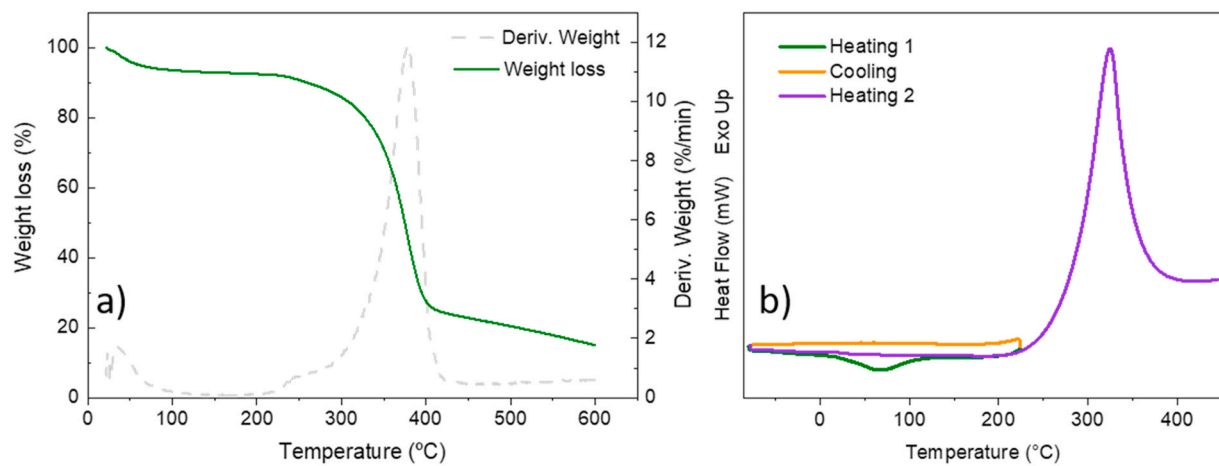 Deriv. Weight
Weight loss
a)
Weight loss (%)
100
80
60
40
20
0
12
10
8
6
4
2
0
Deriv. Weight (%/min)
0
100
200
300
400
500
600
Temperature (ºC)
Heating 1
Cooling
Heating 2
b)
Heat Flow (mW) Exo Up
0
100
200
300
400
Temperature (°C)